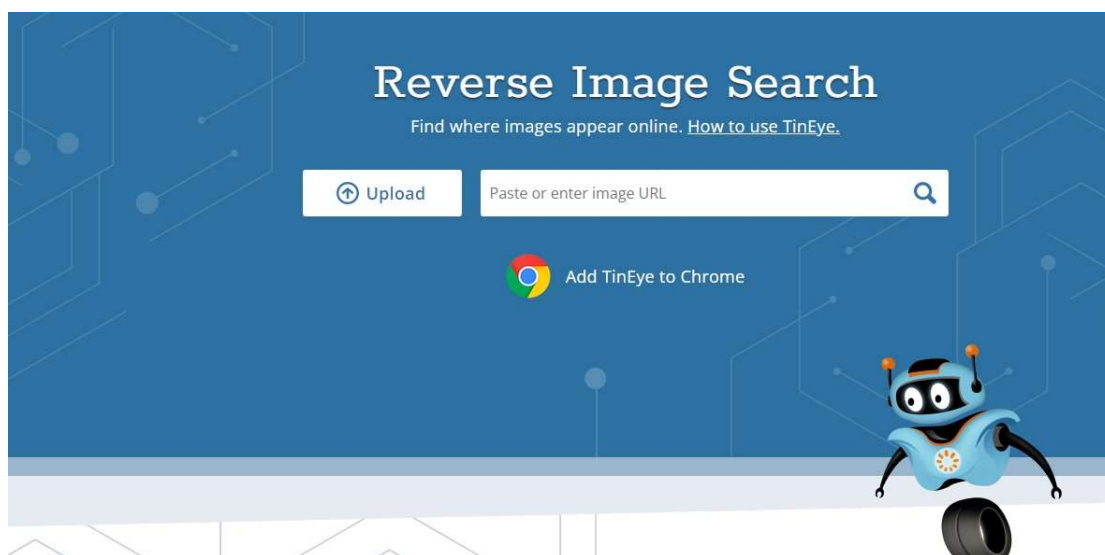 Reverse Image Search
Find where images appear online. How to use TinEye.
Upload
Paste or enter image URL
Add TinEye to Chrome